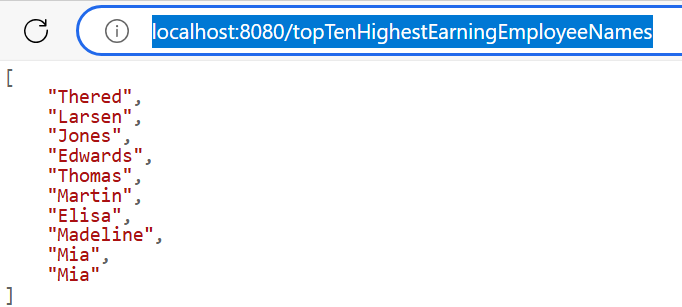 localhost:8080/topTenHighestEarningEmployeeNames
[
"Thered",
"Larsen",
"Jones",
"Edwards",
"Thomas",
"Martin",
"Elisa",
"Madeline",
"Mia",
"Mia"
]